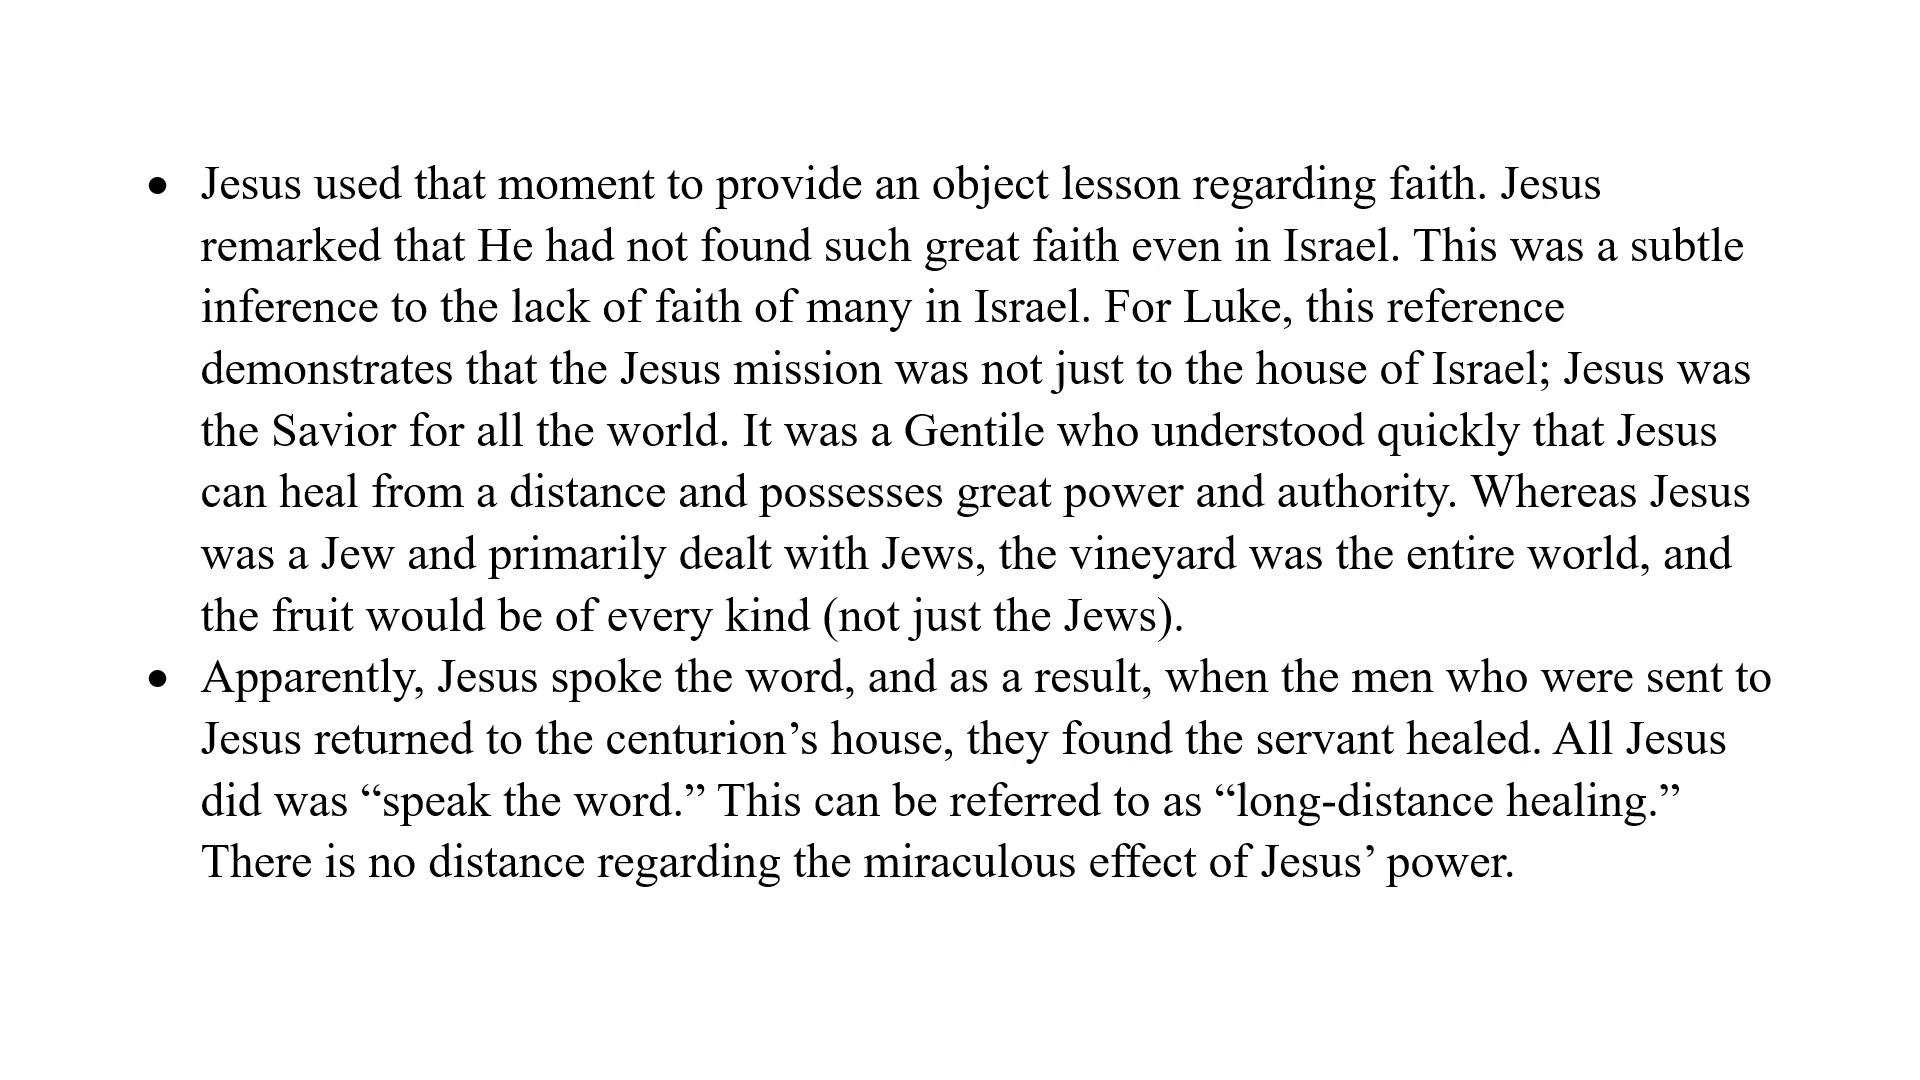 • Jesus used that moment to provide an object lesson regarding faith. Jesus
remarked that He had not found such great faith even in Israel. This was a subtle
inference to the lack of faith of many in Israel. For Luke, this reference
demonstrates that the Jesus mission was not just to the house of Israel; Jesus was
the Savior for all the world. It was a Gentile who understood quickly that Jesus
can heal from a distance and possesses great power and authority. Whereas Jesus
was a Jew and primarily dealt with Jews, the vineyard was the entire world, and
the fruit would be of every kind (not just the Jews).
• Apparently, Jesus spoke the word, and as a result, when the men who were sent to
Jesus returned to the centurion’s house, they found the servant healed. All Jesus
did was “speak the word.” This can be referred to as “long-distance healing.”
There is no distance regarding the miraculous effect of Jesus’ power.